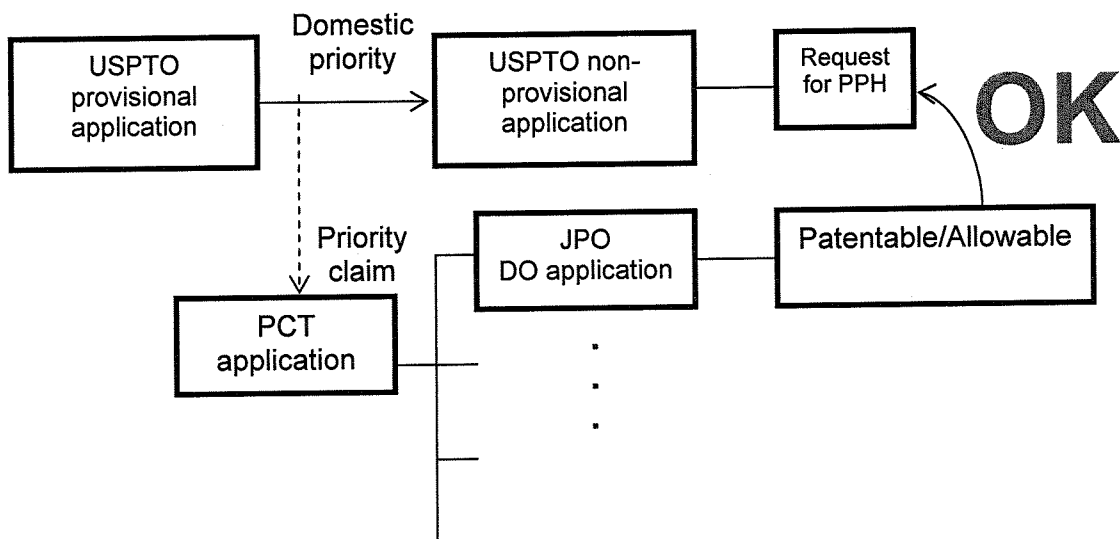 Domestic
priority
USPTO
provisional
application
USPTO non-
provisional
application
Request
for PPH
OK
Priority
claim
JPO
DO application
Patentable/Allowable
PCT
application